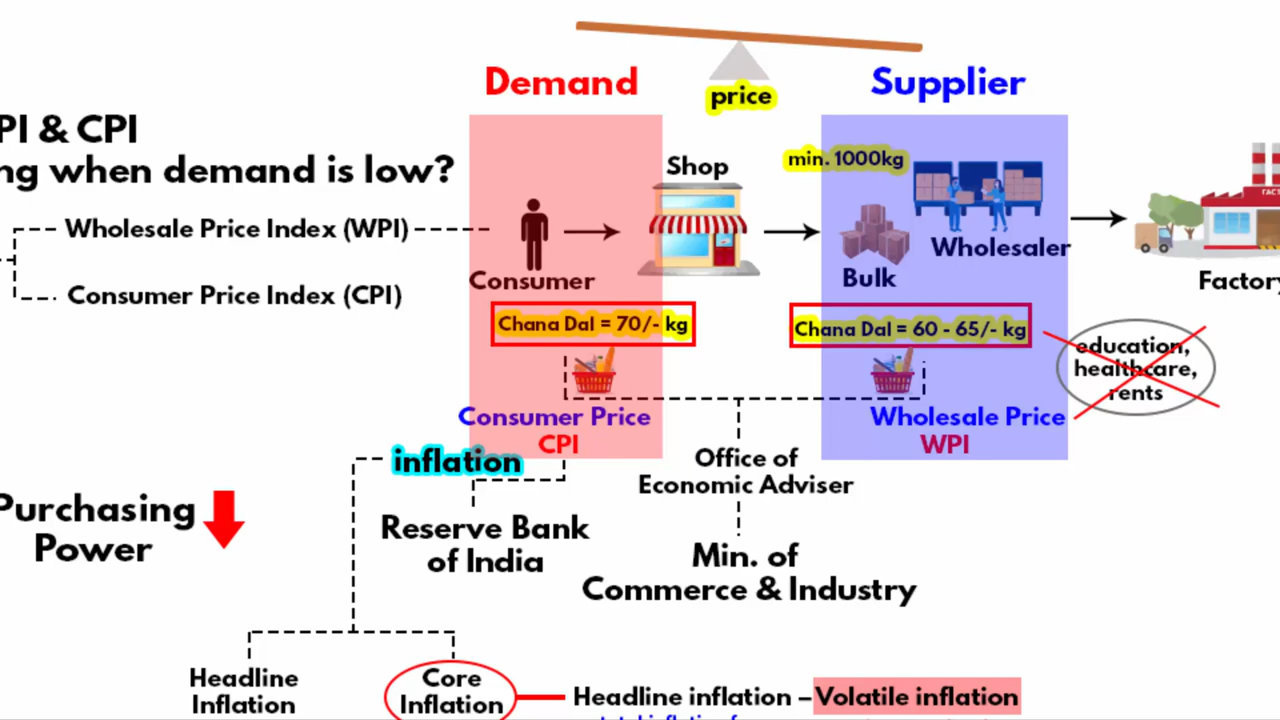 Demand
Supplier
price
PI & CPI
ng when demand is low?
Shop
min. 1000kg
Wholesale Price Index (WPI)
Consumer
Bulk
Wholesaler
Factory
Consumer Price Index (CPI)
Chana Dal = 70/- kg
Chana Dal = 60 - 65/- kg
education,
healthcare,
rents
Consumer Price
CPI
Wholesale Price
WPI
inflation
Office of
Economic Adviser
Purchasing
Power
Reserve Bank
of India
Min. of
Commerce & Industry
Headline
Inflation
Core
Inflation
Headline inflation – Volatile inflation